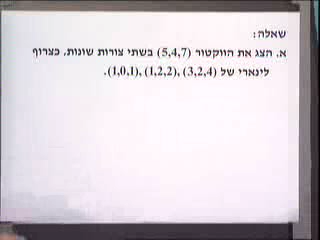 שאלה:
א. הצג את הווקטור (5,4,7) בשתי צורות שונות, כצרוף
לינארי של (3,2,4) ,(1,2,2) ,(1,0,1).